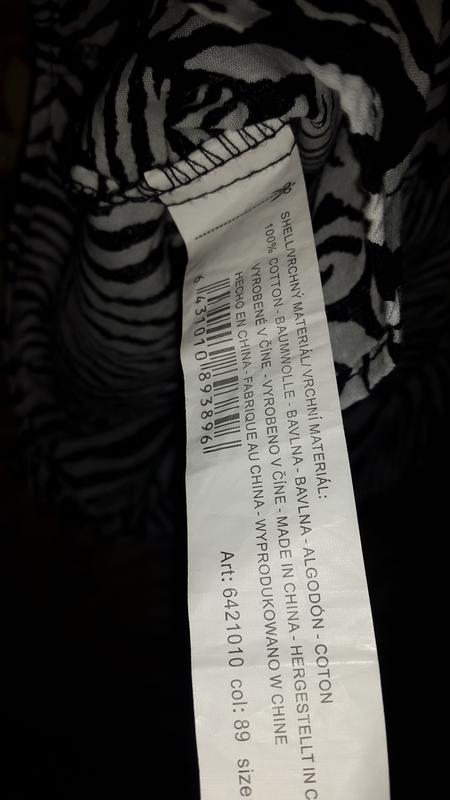 SHELL/VRCHNÝ MATERIÁL/ VRCHNÍ MATERIÁL:
100% COTTON - BAUMWOLLE - BAVLNA - BAVLNA - ALGODÓN - COTON
VYROBENÉ V ČÍNE - VYROBENO V ČÍNE - MADE IN CHINA - HERGESTELLT IN C
HECHO EN CHINA - FABRIQUE AU CHINA - WYPRODUKOWANO W CHINE
6 431010 893896
Art: 6421010 col: 89 size